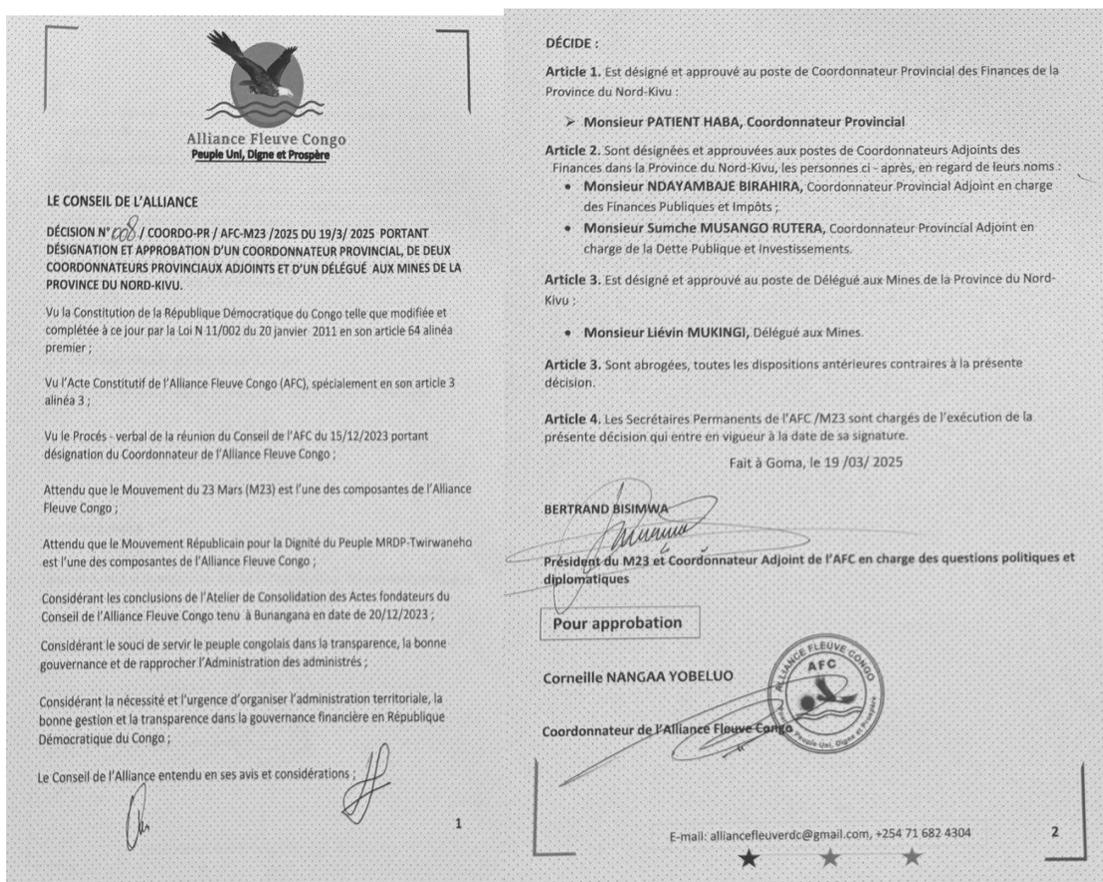 Alliance Fleuve Congo
Peuple Uni, Digne et Prospère
LE CONSEIL DE L'ALLIANCE
DÉCISION N° 008 / COORDO-PR / AFC-M23 /2025 DU 19/3/ 2025 PORTANT
DÉSIGNATION ET APPROBATION D'UN COORDONNATEUR PROVINCIAL, DE DEUX
COORDONNATEURS PROVINCIAUX ADJOINTS ET D'UN DÉLÉGUÉ AUX MINES DE LA
PROVINCE DU NORD-KIVU.
Vu la Constitution de la République Démocratique du Congo telle que modifiée et
complétée à ce jour par la Loi N 11/002 du 20 janvier 2011 en son article 64 alinéa
premier ;
Vu l'Acte Constitutif de l'Alliance Fleuve Congo (AFC), spécialement en son article 3
alinéa 3 ;
Vu le Procés - verbal de la réunion du Conseil de l'AFC du 15/12/2023 portant
désignation du Coordonnateur de l'Alliance Fleuve Congo ;
Attendu que le Mouvement du 23 Mars (M23) est l'une des composantes de l'Alliance
Fleuve Congo ;
Attendu que le Mouvement Républicain pour la Dignité du Peuple MRDP-Twirwaneho
est l'une des composantes de l'Alliance Fleuve Congo ;
Considérant les conclusions de l'Atelier de Consolidation des Actes fondateurs du
Conseil de l'Alliance Fleuve Congo tenu à Bunangana en date de 20/12/2023 ;
Considérant le souci de servir le peuple congolais dans la transparence, la bonne
gouvernance et de rapprocher l'Administration des administrés ;
Considérant la nécessité et l'urgence d'organiser l'administration territoriale, la
bonne gestion et la transparence dans la gouvernance financière en République
Démocratique du Congo ;
Le Conseil de l'Alliance entendu en ses avis et considérations ;
1
DÉCIDE :
Article 1. Est désigné et approuvé au poste de Coordonnateur Provincial des Finances de la
Province du Nord-Kivu :
➢ Monsieur PATIENT HABA, Coordonnateur Provincial
Article 2. Sont désignées et approuvées aux postes de Coordonnateurs Adjoints des
Finances dans la Province du Nord-Kivu, les personnes ci - après, en regard de leurs noms :
• Monsieur NDAYAMBAJE BIRAHIRA, Coordonnateur Provincial Adjoint en charge
des Finances Publiques et Impôts ;
• Monsieur Sumche MUSANGO RUTERA, Coordonnateur Provincial Adjoint en
charge de la Dette Publique et Investissements.
Article 3. Est désigné et approuvé au poste de Délégué aux Mines de la Province du Nord-
Kivu :
• Monsieur Liévin MUKINGI, Délégué aux Mines.
Article 3. Sont abrogées, toutes les dispositions antérieures contraires à la présente
décision.
Article 4. Les Secrétaires Permanents de l'AFC /M23 sont chargés de l'exécution de la
présente décision qui entre en vigueur à la date de sa signature.
Fait à Goma, le 19 /03/ 2025
BERTRAND BISIMWA
Président du M23 et Coordonnateur Adjoint de l'AFC en charge des questions politiques et
diplomatiques
Pour approbation
Corneille NANGAA YOBELUO
Coordonnateur de l'Alliance Fleuve Congo
ALLIANCE FLEUVE CONGO
AFC
Peuple Uni, Digne et Prospère
E-mail: alliancefleuverdc@gmail.com, +254 71 682 4304
2